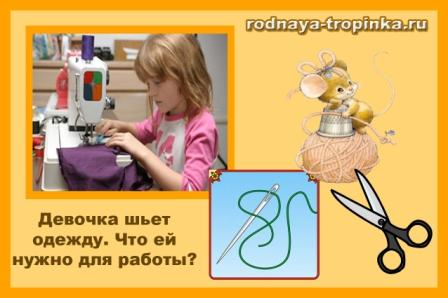 rodnaya-tropinka.ru
Девочка шьет
одежду. Что ей
нужно для работы?